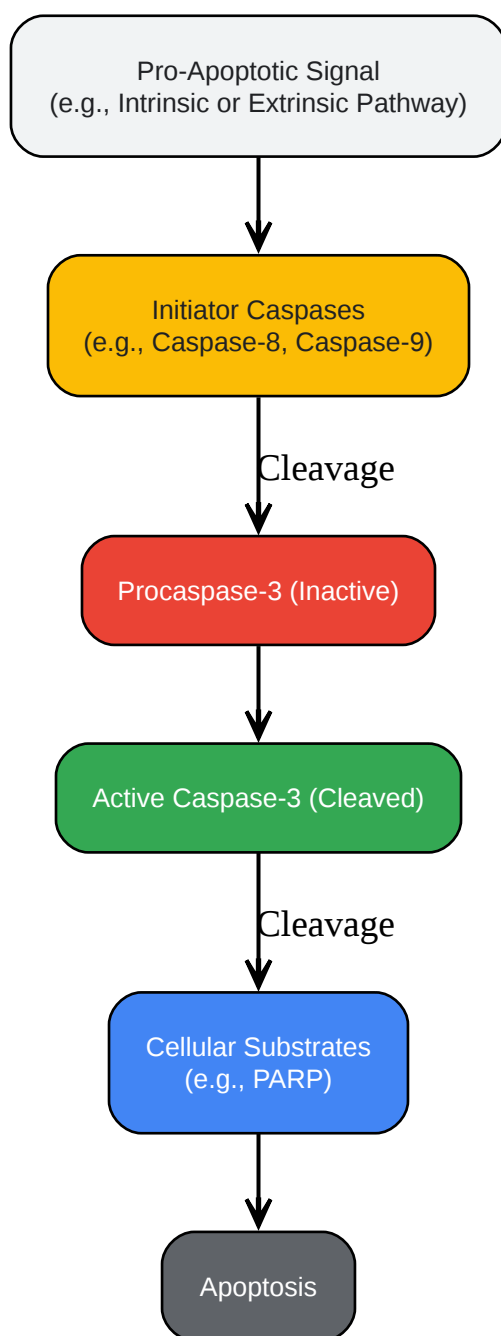 Pro-Apoptotic Signal
(e.g., Intrinsic or Extrinsic Pathway)
Initiator Caspases
(e.g., Caspase-8, Caspase-9)
Cleavage
Procaspase-3 (Inactive)
Active Caspase-3 (Cleaved)
Cleavage
Cellular Substrates
(e.g., PARP)
Apoptosis